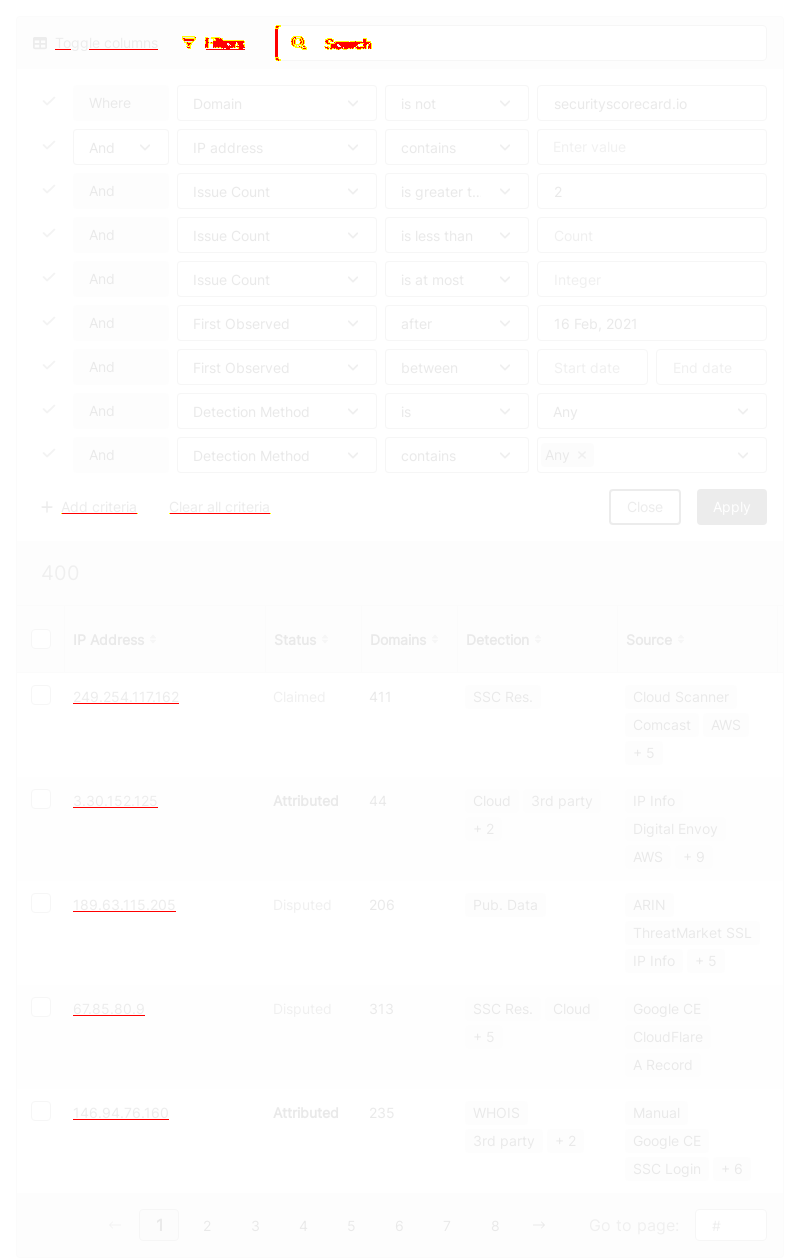 Toggle columns Filters Search
Where Domain is not securityscorecard.io
And IP address contains Enter value
And Issue Count is greater t.. 2
And Issue Count is less than Count
And Issue Count is at most Integer
And First Observed after 16 Feb, 2021
And First Observed between Start date End date
And Detection Method is Any
And Detection Method contains Any ×
+ Add criteria Clear all criteria Close Apply
400
IP Address Status Domains Detection Source
249.254.117.162 Claimed 411 SSC Res. Cloud Scanner
Comcast AWS
+ 5
3.30.152.125 Attributed 44 Cloud 3rd party IP Info
+ 2 Digital Envoy
AWS + 9
189.63.115.205 Disputed 206 Pub. Data ARIN
ThreatMarket SSL
IP Info + 5
67.85.80.9 Disputed 313 SSC Res. Cloud Google CE
+ 5 CloudFlare
A Record
146.94.76.160 Attributed 235 WHOIS Manual
3rd party + 2 Google CE
SSC Login + 6
← 1 2 3 4 5 6 7 8 → Go to page: #